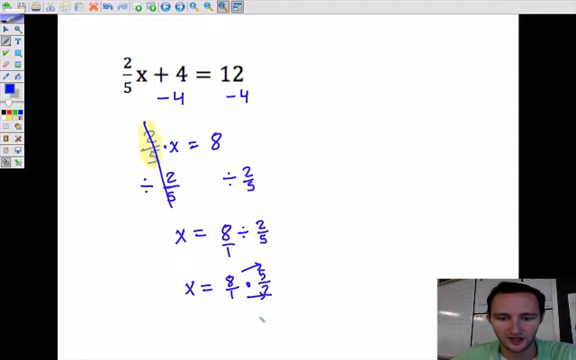 2/5 x + 4 = 12
−4 −4
2/5 · x = 8
÷ 2/5 ÷ 2/5
x = 8/1 ÷ 2/5
x = 8/1 · 5/2